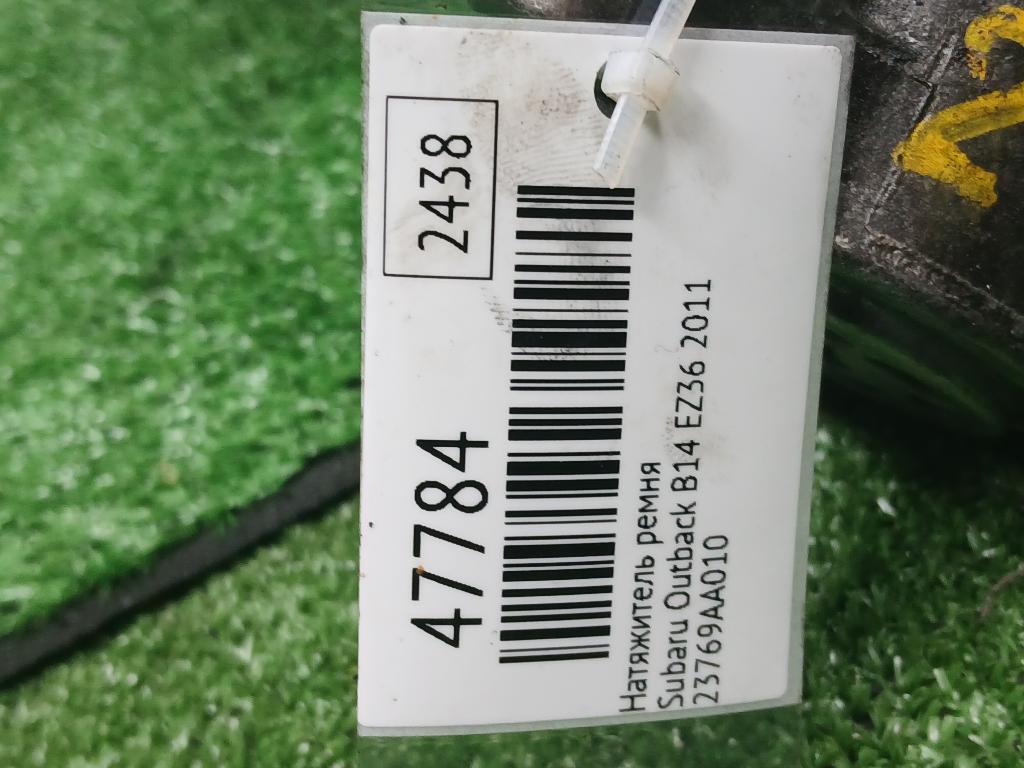 47784
2438
Натяжитель ремня
Subaru Outback B14 EZ36 2011
23769AA010